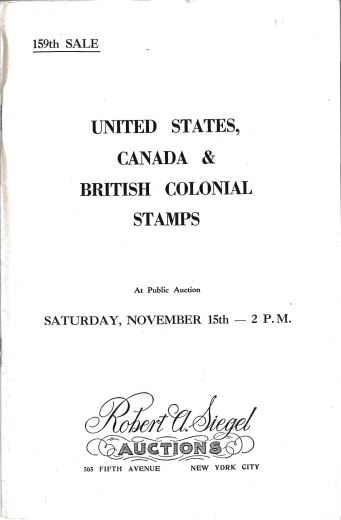 159th SALE
UNITED STATES,
CANADA &
BRITISH COLONIAL
STAMPS
At Public Auction
SATURDAY, NOVEMBER 15th — 2 P.M.
Robert A. Siegel
AUCTIONS
505 FIFTH AVENUE NEW YORK CITY